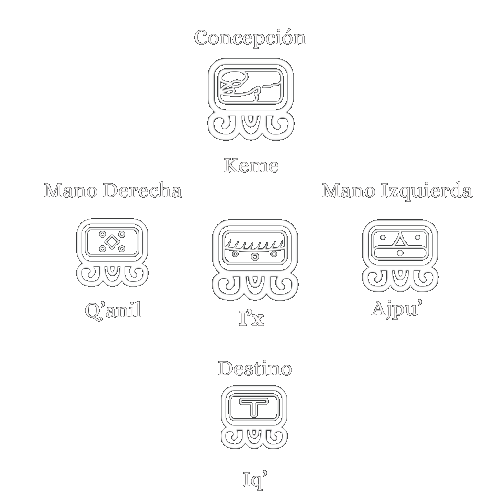 Concepción
Keme
Mano Derecha
Mano Izquierda
Q'anil
I'x
Ajpu'
Destino
Iq'